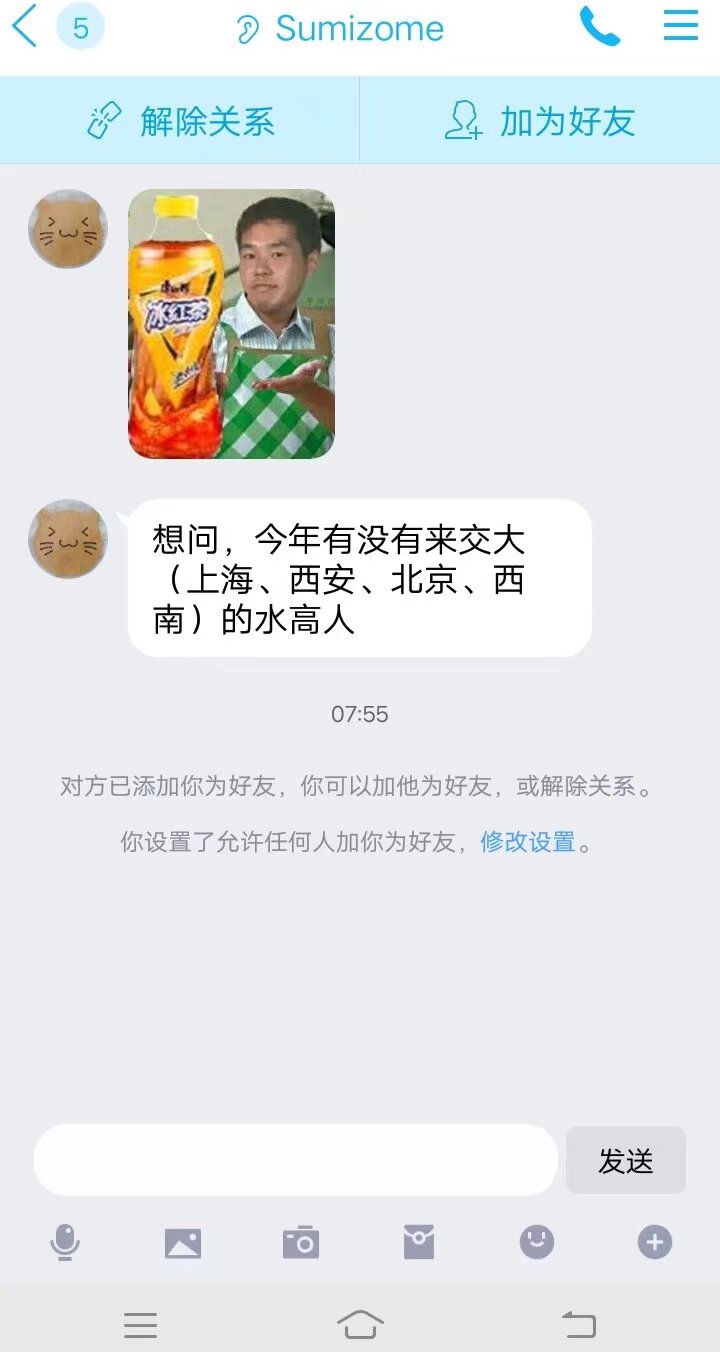 5
Sumizome
解除关系
加为好友
冰红茶
想问，今年有没有来交大
（上海、西安、北京、西
南）的水高人
07:55
对方已添加你为好友，你可以加他为好友，或解除关系。
你设置了允许任何人加你为好友，修改设置。
发送